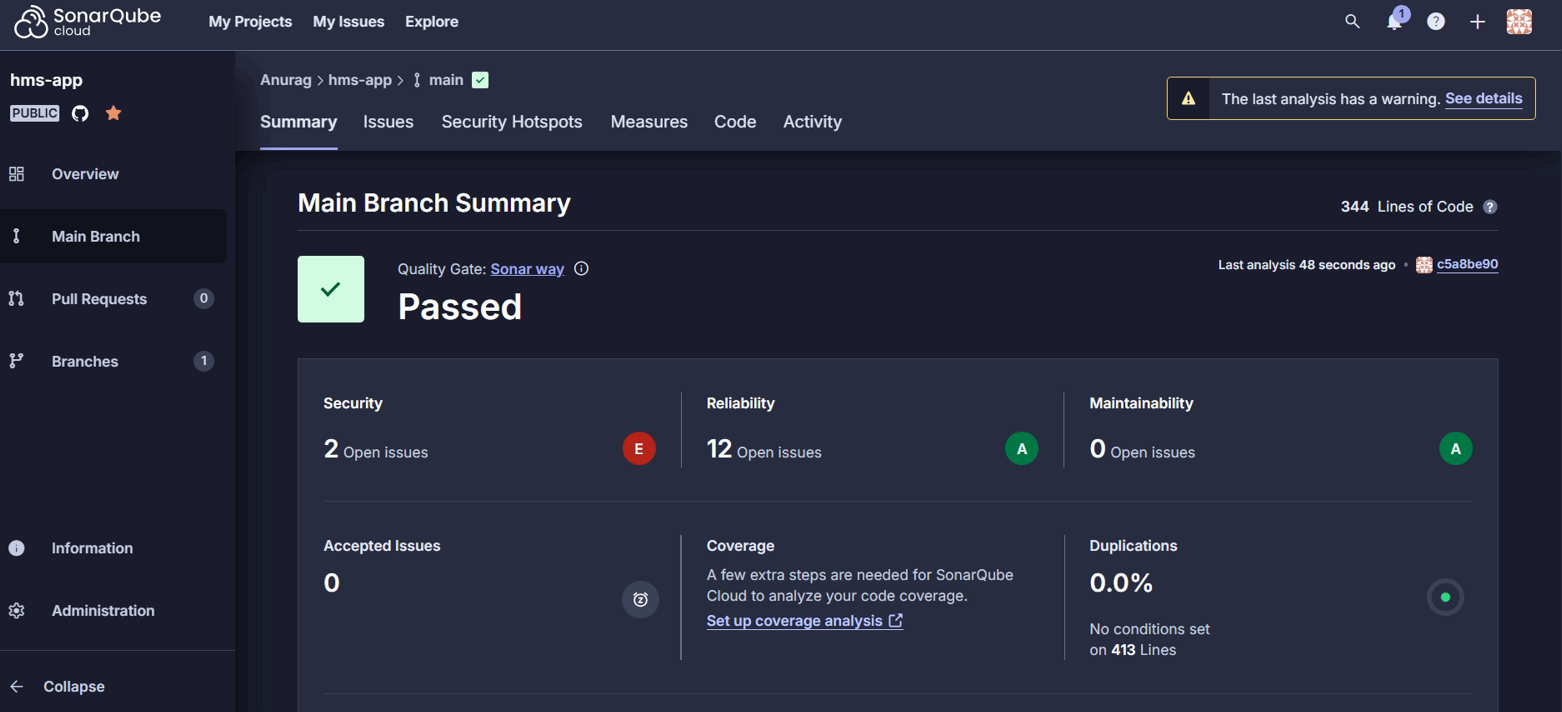 SonarQube
cloud
My Projects My Issues Explore
1
?
hms-app
PUBLIC
Anurag > hms-app > main
The last analysis has a warning. See details
Summary Issues Security Hotspots Measures Code Activity
Overview
Main Branch
Pull Requests 0
Branches 1
Information
Administration
Collapse
Main Branch Summary
344 Lines of Code ?
Quality Gate: Sonar way
Passed
Last analysis 48 seconds ago • c5a8be90
Security
2 Open issues
E
Reliability
12 Open issues
A
Maintainability
0 Open issues
A
Accepted Issues
0
Coverage
A few extra steps are needed for SonarQube
Cloud to analyze your code coverage.
Set up coverage analysis
Duplications
0.0%
No conditions set
on 413 Lines